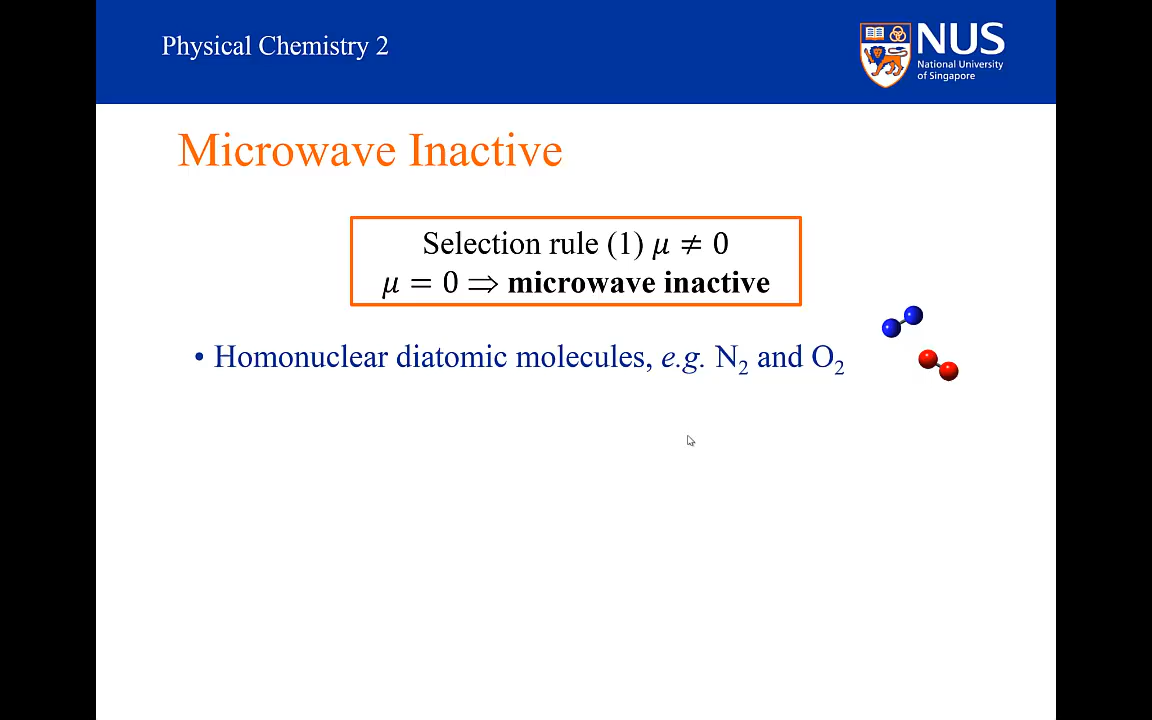 Physical Chemistry 2
NUS
National University
of Singapore
Microwave Inactive
Selection rule (1) 𝜇 ≠ 0
𝜇 = 0 ⟹ microwave inactive
• Homonuclear diatomic molecules, e.g. N₂ and O₂